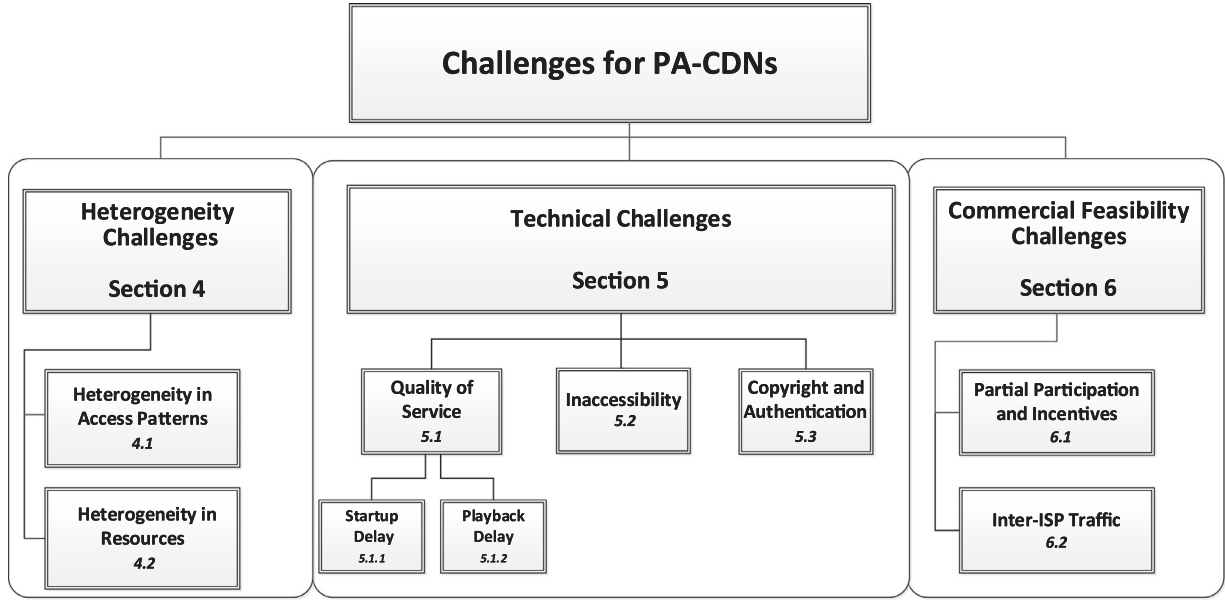 Challenges for PA-CDNs
Heterogeneity
Challenges
Section 4
Heterogeneity in
Access Patterns
4.1
Heterogeneity in
Resources
4.2
Technical Challenges
Section 5
Quality of
Service
5.1
Startup
Delay
5.1.1
Playback
Delay
5.1.2
Inaccessibility
5.2
Copyright and
Authentication
5.3
Commercial Feasibility
Challenges
Section 6
Partial Participation
and Incentives
6.1
Inter-ISP Traffic
6.2